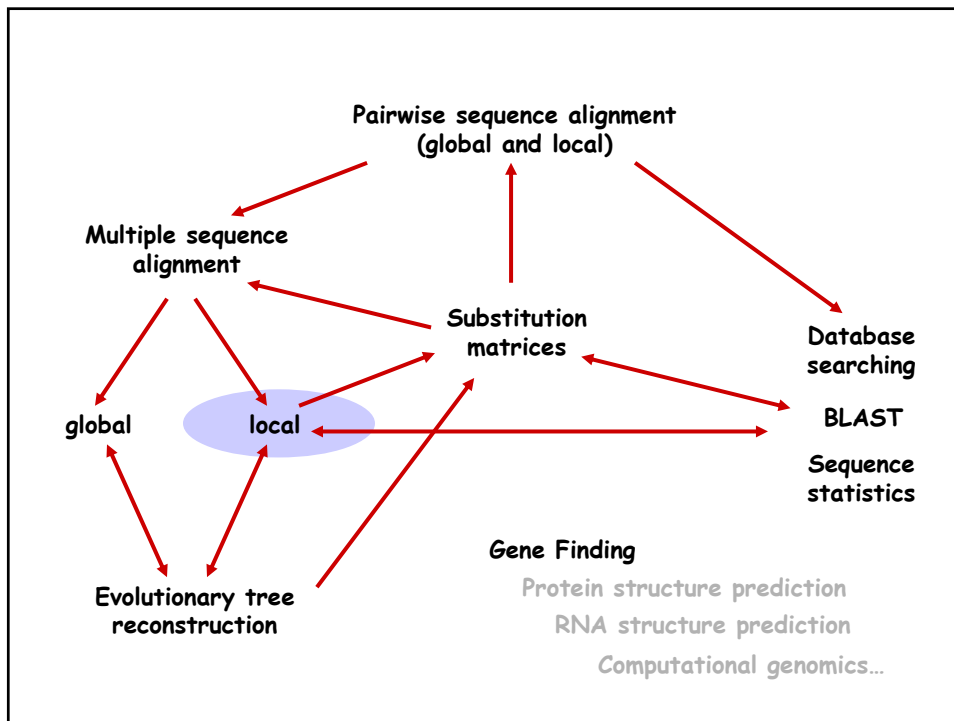 Pairwise sequence alignment
(global and local)
Multiple sequence
alignment
Substitution
matrices
Database
searching
global
local
BLAST
Sequence
statistics
Gene Finding
Evolutionary tree
reconstruction
Protein structure prediction
RNA structure prediction
Computational genomics…